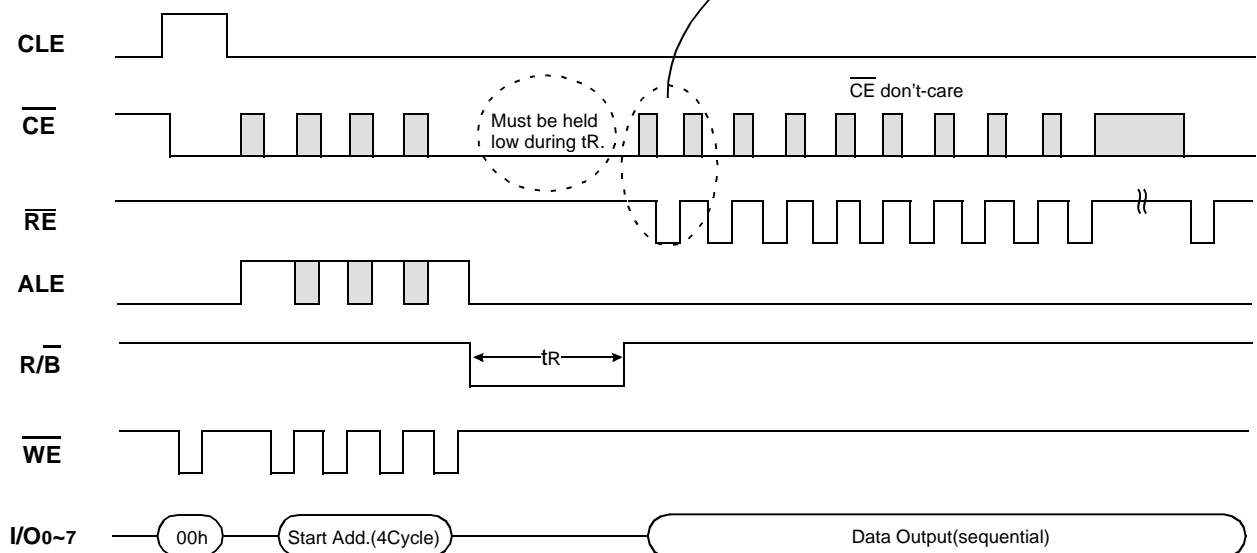 CLE
CE don't-care
CE
Must be held
low during tR.
RE
ALE
R/B
tR
WE
I/O0~7
00h
Start Add.(4Cycle)
Data Output(sequential)